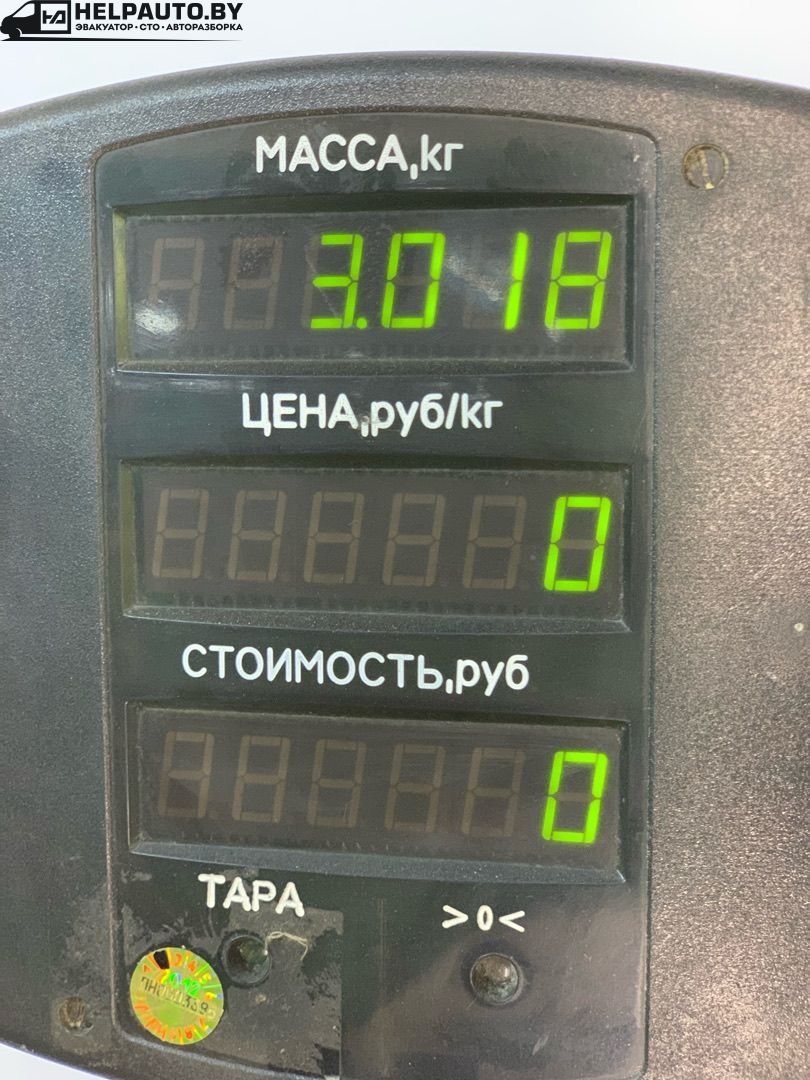 HELPAUTO.BY
ЭВАКУАТОР • СТО • АВТОРАЗБОРКА
МАССА,кг
3.018
ЦЕНА,руб/кг
0
СТОИМОСТЬ,руб
0
ТАРА
>0<